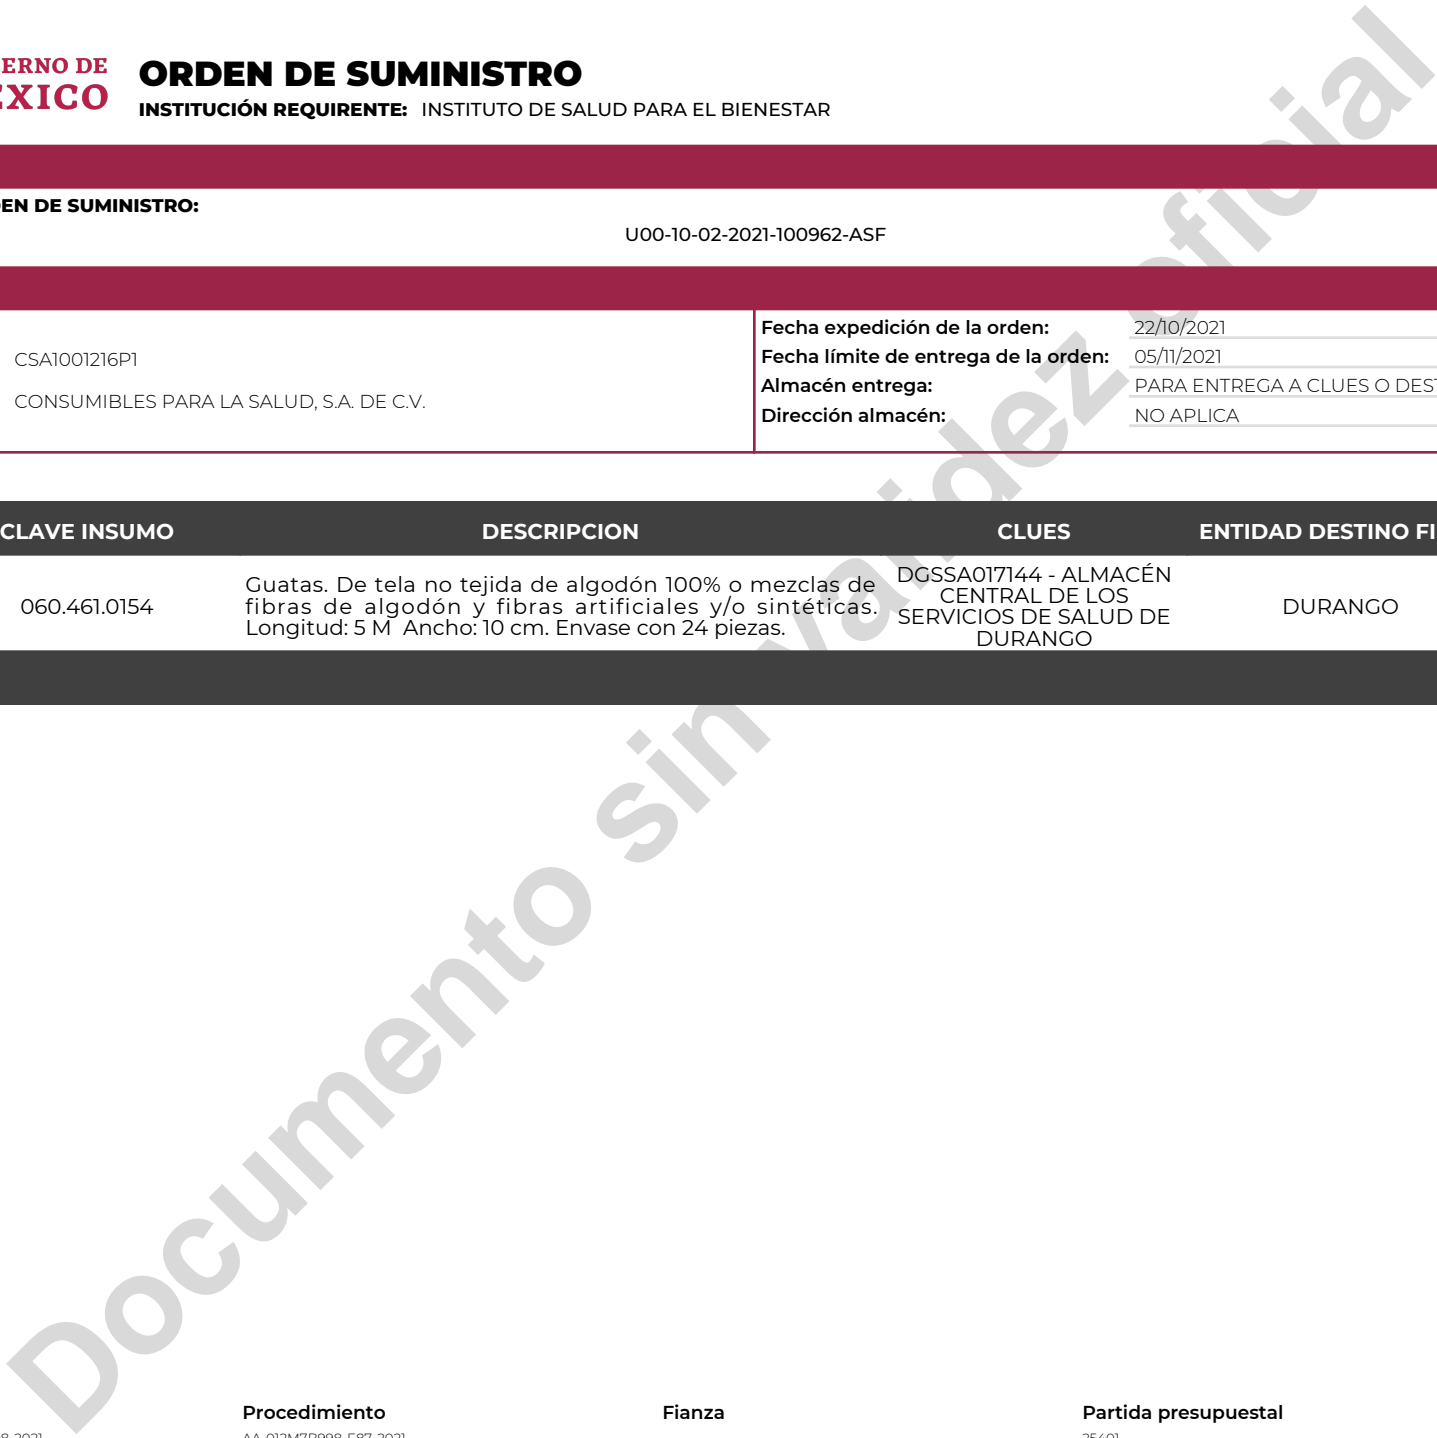 ERNO DE
ÉXICO
ORDEN DE SUMINISTRO
INSTITUCIÓN REQUIRENTE: INSTITUTO DE SALUD PARA EL BIENESTAR
EN DE SUMINISTRO:
U00-10-02-2021-100962-ASF
CSA1001216P1
CONSUMIBLES PARA LA SALUD, S.A. DE C.V.
Fecha expedición de la orden: 22/10/2021
Fecha límite de entrega de la orden: 05/11/2021
Almacén entrega: PARA ENTREGA A CLUES O DEST
Dirección almacén: NO APLICA
CLAVE INSUMO DESCRIPCION CLUES ENTIDAD DESTINO FI
060.461.0154
Guatas. De tela no tejida de algodón 100% o mezclas de
fibras de algodón y fibras artificiales y/o sintéticas.
Longitud: 5 M Ancho: 10 cm. Envase con 24 piezas.
DGSSA017144 - ALMACÉN
CENTRAL DE LOS
SERVICIOS DE SALUD DE
DURANGO
DURANGO
Documento sin validez oficial
Procedimiento Fianza Partida presupuestal